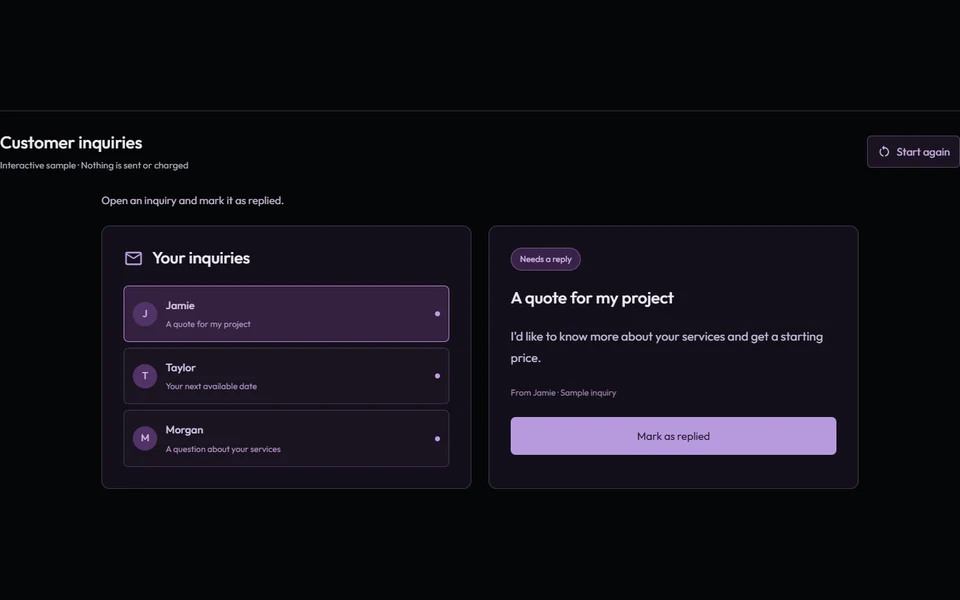 Customer inquiries
Interactive sample · Nothing is sent or charged
Start again
Open an inquiry and mark it as replied.
Your inquiries
J
Jamie
A quote for my project
T
Taylor
Your next available date
M
Morgan
A question about your services
Needs a reply
A quote for my project
I'd like to know more about your services and get a starting
price.
From Jamie · Sample inquiry
Mark as replied